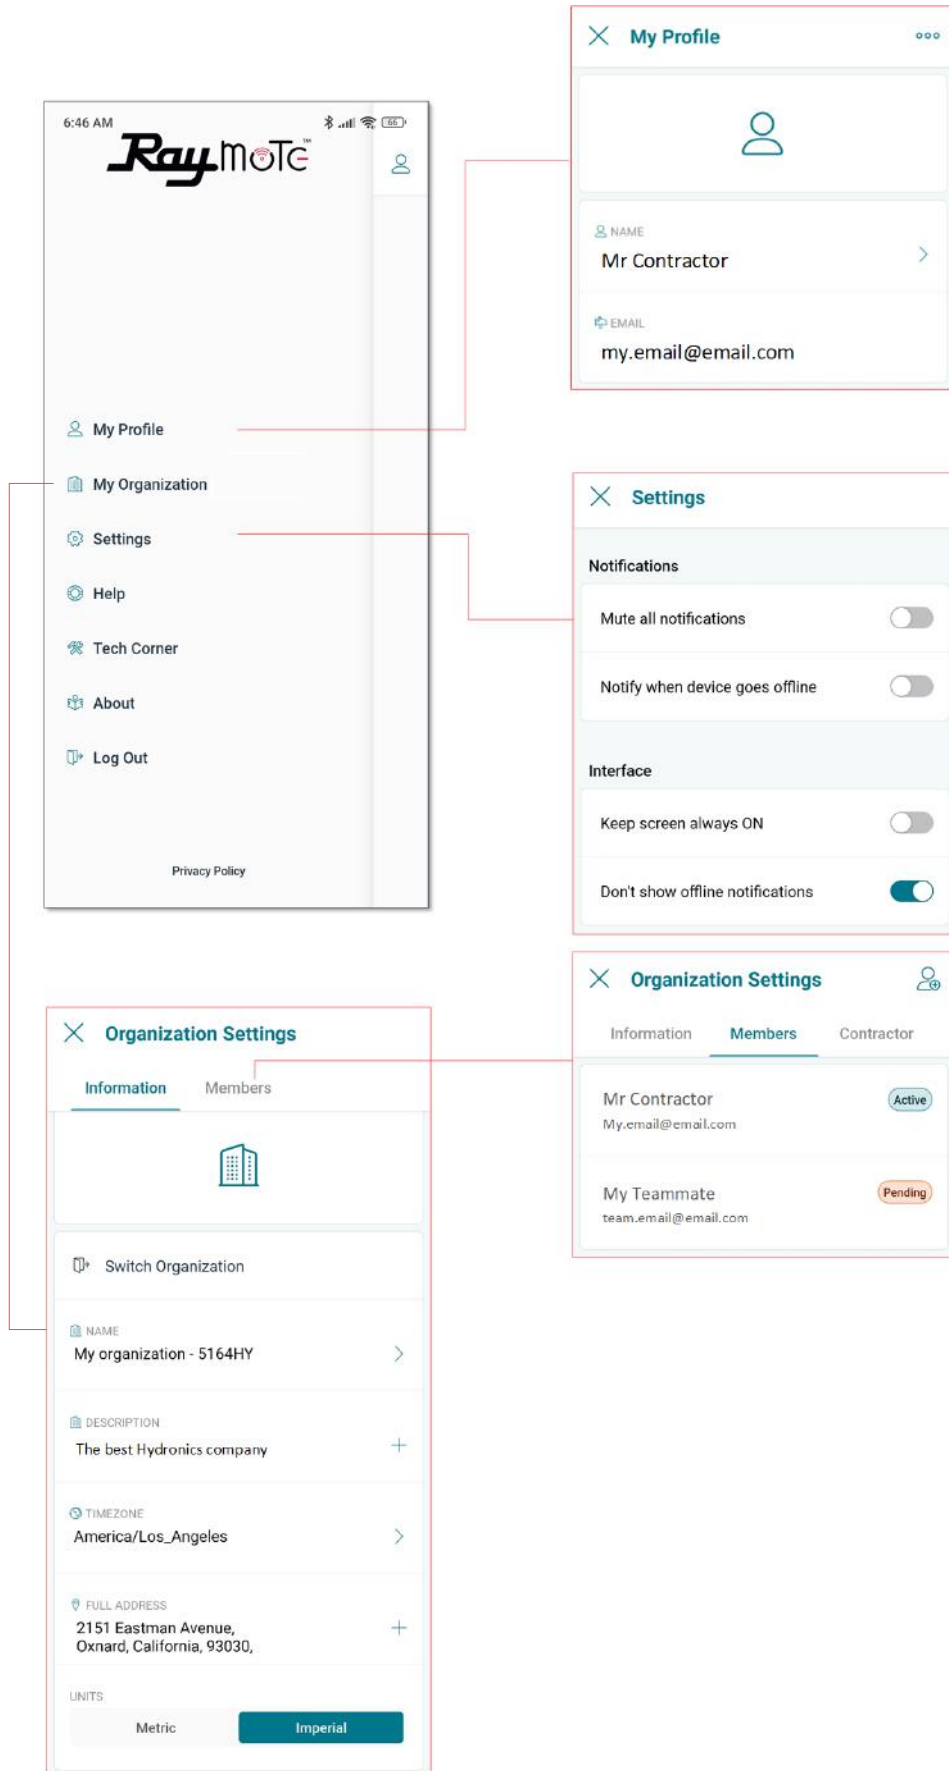 My Profile
NAME
Mr Contractor
EMAIL
my.email@email.com
6:46 AM
66
RayMoTe™
My Profile
My Organization
Settings
Help
Tech Corner
About
Log Out
Privacy Policy
Settings
Notifications
Mute all notifications
Notify when device goes offline
Interface
Keep screen always ON
Don't show offline notifications
Organization Settings
Information Members Contractor
Mr Contractor Active
My.email@email.com
My Teammate Pending
team.email@email.com
Organization Settings
Information Members
Switch Organization
NAME
My organization - 5164HY
DESCRIPTION
The best Hydronics company
TIMEZONE
America/Los_Angeles
FULL ADDRESS
2151 Eastman Avenue,
Oxnard, California, 93030,
UNITS
Metric Imperial